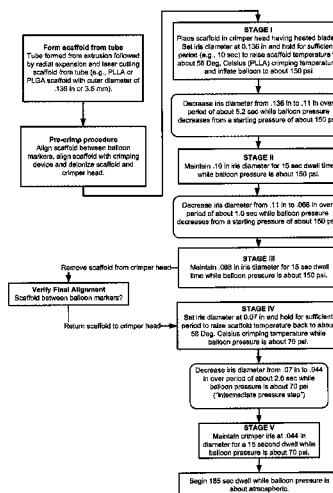 Form scaffold from tube
Tube formed from extrusion followed
by radial expansion and laser cutting
scaffold from tube (e.g., PLLA or
PLGA scaffold with outer diameter of
.136 in or 3.5 mm).
Pre-crimp procedure
Align scaffold between balloon
markers, align scaffold with crimping
device and deionize scaffold and
crimper head.
STAGE I
Place scaffold in crimper head having heated blades
Set iris diameter at 0.136 in and hold for sufficient
period (e.g., 10 sec) to raise scaffold temperature
about 58 Deg. Celsius (PLLA) crimping temperature
and inflate balloon to about 150 psi
Decrease iris diameter from .136 in to .11 in over
period of about 5.2 sec while balloon pressure
decreases from a starting pressure of about 150 psi
STAGE II
Maintain .10 in iris diameter for 15 sec dwell time
while balloon pressure is about 150 psi.
Decrease iris diameter from .11 in to .068 in over
period of about 1.0 sec while balloon pressure
decreases from a starting pressure of about 150 psi
STAGE III
Maintain .068 in iris diameter for 15 sec dwell
time while balloon pressure is about 150 psi.
Remove scaffold from crimper head
Verify Final Alignment
Scaffold between balloon markers?
Return scaffold to crimper head
STAGE IV
Set iris diameter at 0.07 in and hold for sufficient
period to raise scaffold temperature back to about
58 Deg. Celsius crimping temperature while
balloon pressure is about 70 psi
Decrease iris diameter from .07 in to .044
in over period of about 2.6 sec while
balloon pressure is about 70 psi
("intermediate pressure step")
STAGE V
Maintain crimper iris at .044 in
diameter for a 15 second dwell while
balloon pressure is about 70 psi.
Begin 185 sec dwell while balloon pressure is
about atmospheric.